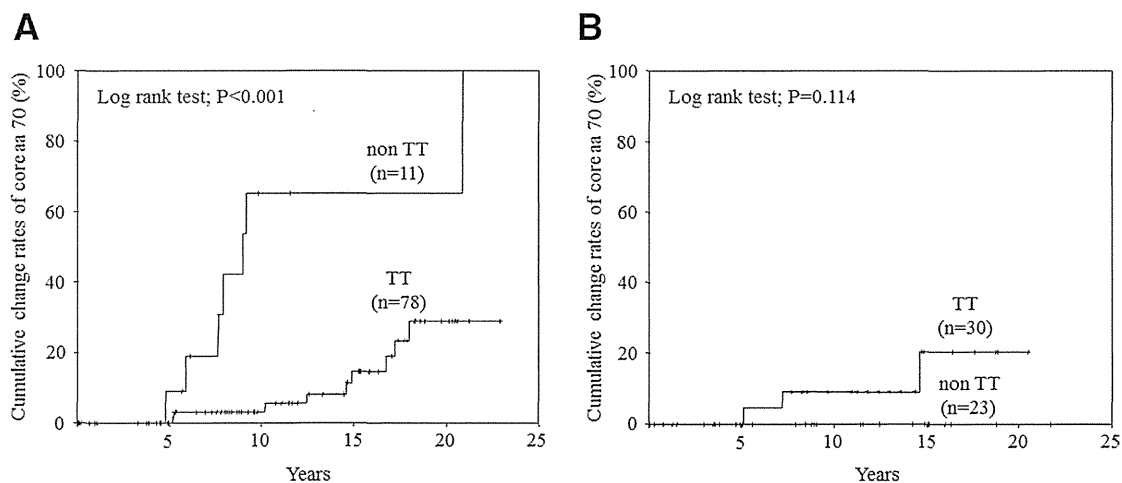 A
Cumulative change rates of core aa 70 (%)
100
80
60
40
20
0
Log rank test; P<0.001
non TT
(n=11)
TT
(n=78)
5
10
15
20
25
Years
B
Cumulative change rates of core aa 70 (%)
100
80
60
40
20
0
Log rank test; P=0.114
TT
(n=30)
non TT
(n=23)
5
10
15
20
25
Years